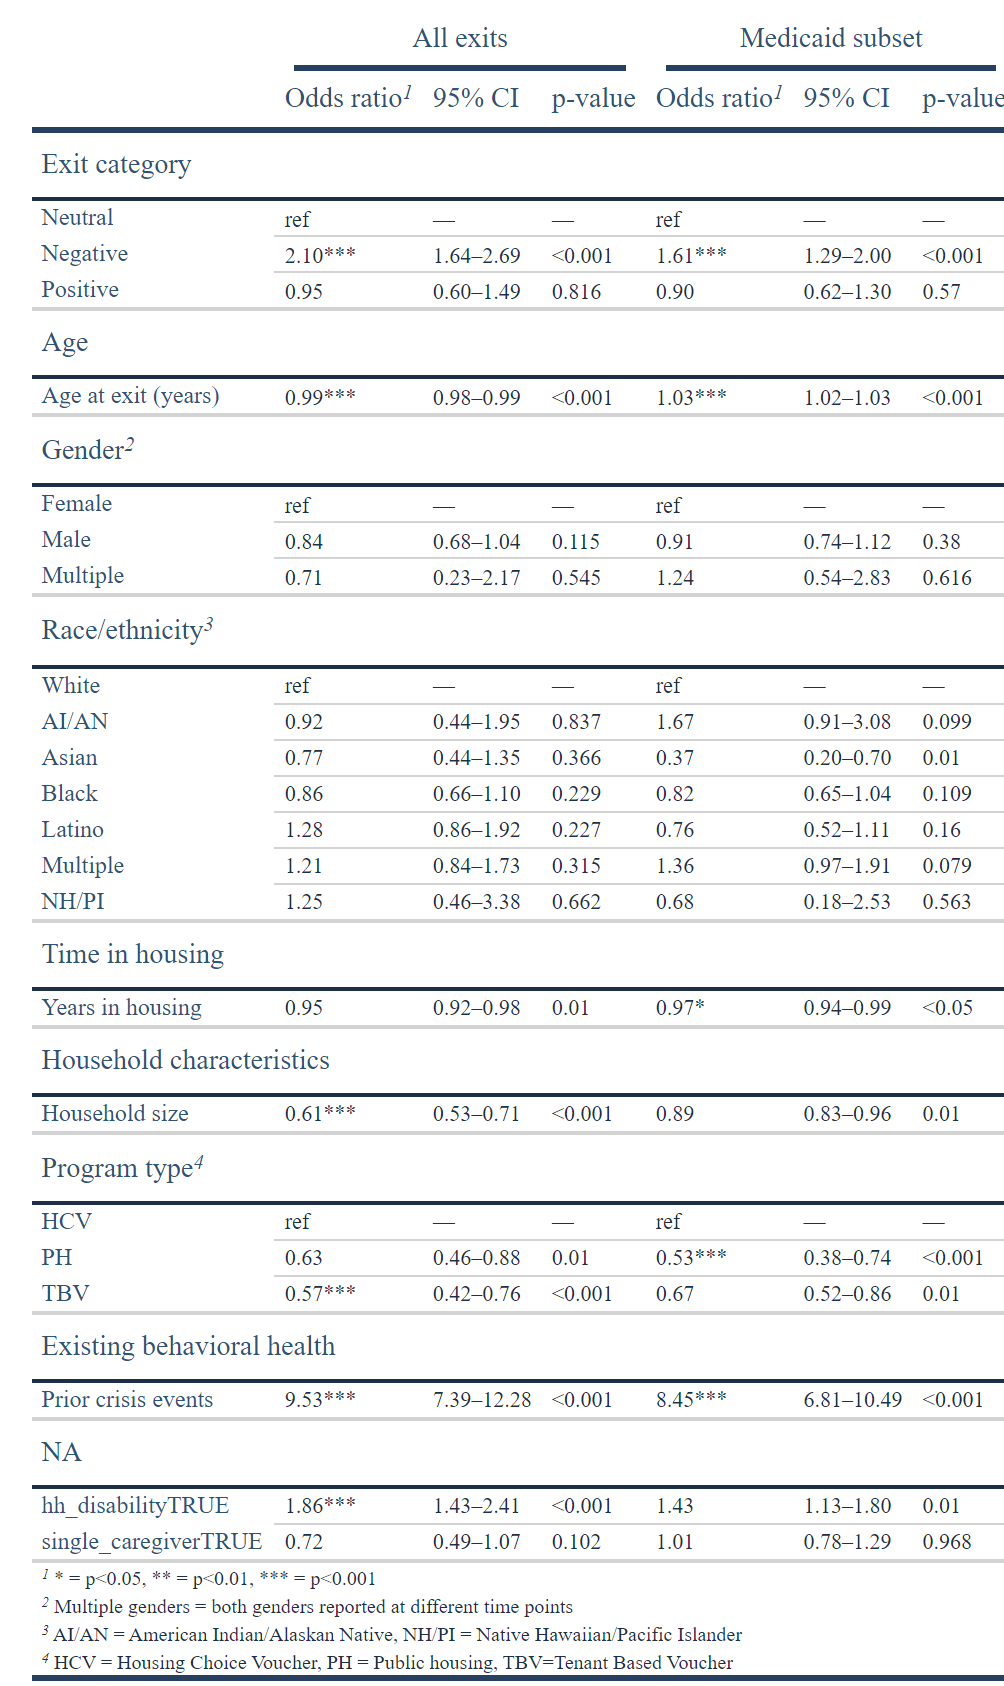 All exits Medicaid subset
Odds ratio1 95% CI p-value Odds ratio1 95% CI p-value
Exit category
Neutral ref — — ref — —
Negative 2.10*** 1.64–2.69 <0.001 1.61*** 1.29–2.00 <0.001
Positive 0.95 0.60–1.49 0.816 0.90 0.62–1.30 0.57
Age
Age at exit (years) 0.99*** 0.98–0.99 <0.001 1.03*** 1.02–1.03 <0.001
Gender2
Female ref — — ref — —
Male 0.84 0.68–1.04 0.115 0.91 0.74–1.12 0.38
Multiple 0.71 0.23–2.17 0.545 1.24 0.54–2.83 0.616
Race/ethnicity3
White ref — — ref — —
AI/AN 0.92 0.44–1.95 0.837 1.67 0.91–3.08 0.099
Asian 0.77 0.44–1.35 0.366 0.37 0.20–0.70 0.01
Black 0.86 0.66–1.10 0.229 0.82 0.65–1.04 0.109
Latino 1.28 0.86–1.92 0.227 0.76 0.52–1.11 0.16
Multiple 1.21 0.84–1.73 0.315 1.36 0.97–1.91 0.079
NH/PI 1.25 0.46–3.38 0.662 0.68 0.18–2.53 0.563
Time in housing
Years in housing 0.95 0.92–0.98 0.01 0.97* 0.94–0.99 <0.05
Household characteristics
Household size 0.61*** 0.53–0.71 <0.001 0.89 0.83–0.96 0.01
Program type4
HCV ref — — ref — —
PH 0.63 0.46–0.88 0.01 0.53*** 0.38–0.74 <0.001
TBV 0.57*** 0.42–0.76 <0.001 0.67 0.52–0.86 0.01
Existing behavioral health
Prior crisis events 9.53*** 7.39–12.28 <0.001 8.45*** 6.81–10.49 <0.001
NA
hh_disabilityTRUE 1.86*** 1.43–2.41 <0.001 1.43 1.13–1.80 0.01
single_caregiverTRUE 0.72 0.49–1.07 0.102 1.01 0.78–1.29 0.968
1 * = p<0.05, ** = p<0.01, *** = p<0.001
2 Multiple genders = both genders reported at different time points
3 AI/AN = American Indian/Alaskan Native, NH/PI = Native Hawaiian/Pacific Islander
4 HCV = Housing Choice Voucher, PH = Public housing, TBV=Tenant Based Voucher